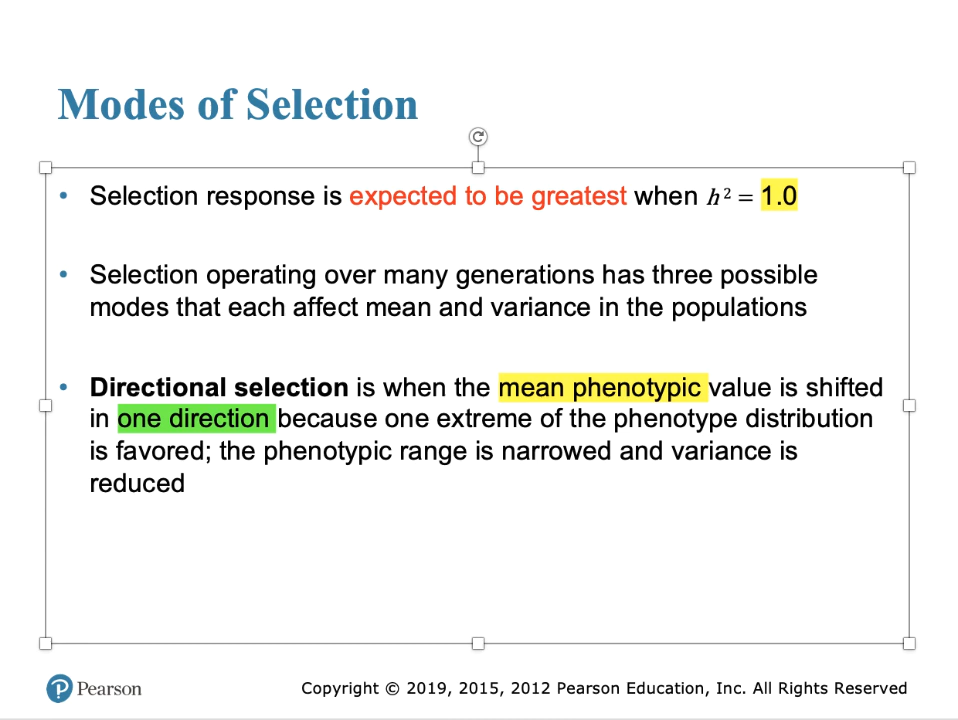 Modes of Selection
• Selection response is expected to be greatest when h² = 1.0
• Selection operating over many generations has three possible
modes that each affect mean and variance in the populations
• Directional selection is when the mean phenotypic value is shifted
in one direction because one extreme of the phenotype distribution
is favored; the phenotypic range is narrowed and variance is
reduced
P Pearson
Copyright © 2019, 2015, 2012 Pearson Education, Inc. All Rights Reserved